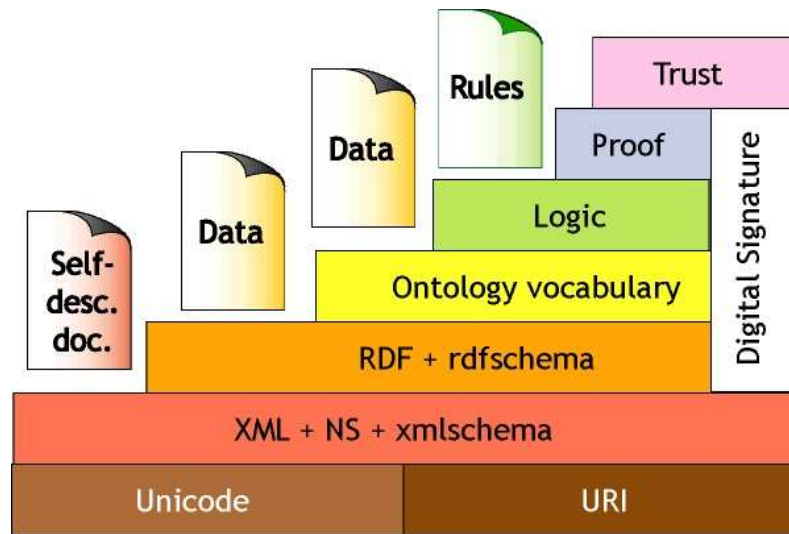 Rules
Trust
Data
Proof
Data
Logic
Digital Signature
Self-
desc.
doc.
Ontology vocabulary
RDF + rdfschema
XML + NS + xmlschema
Unicode
URI